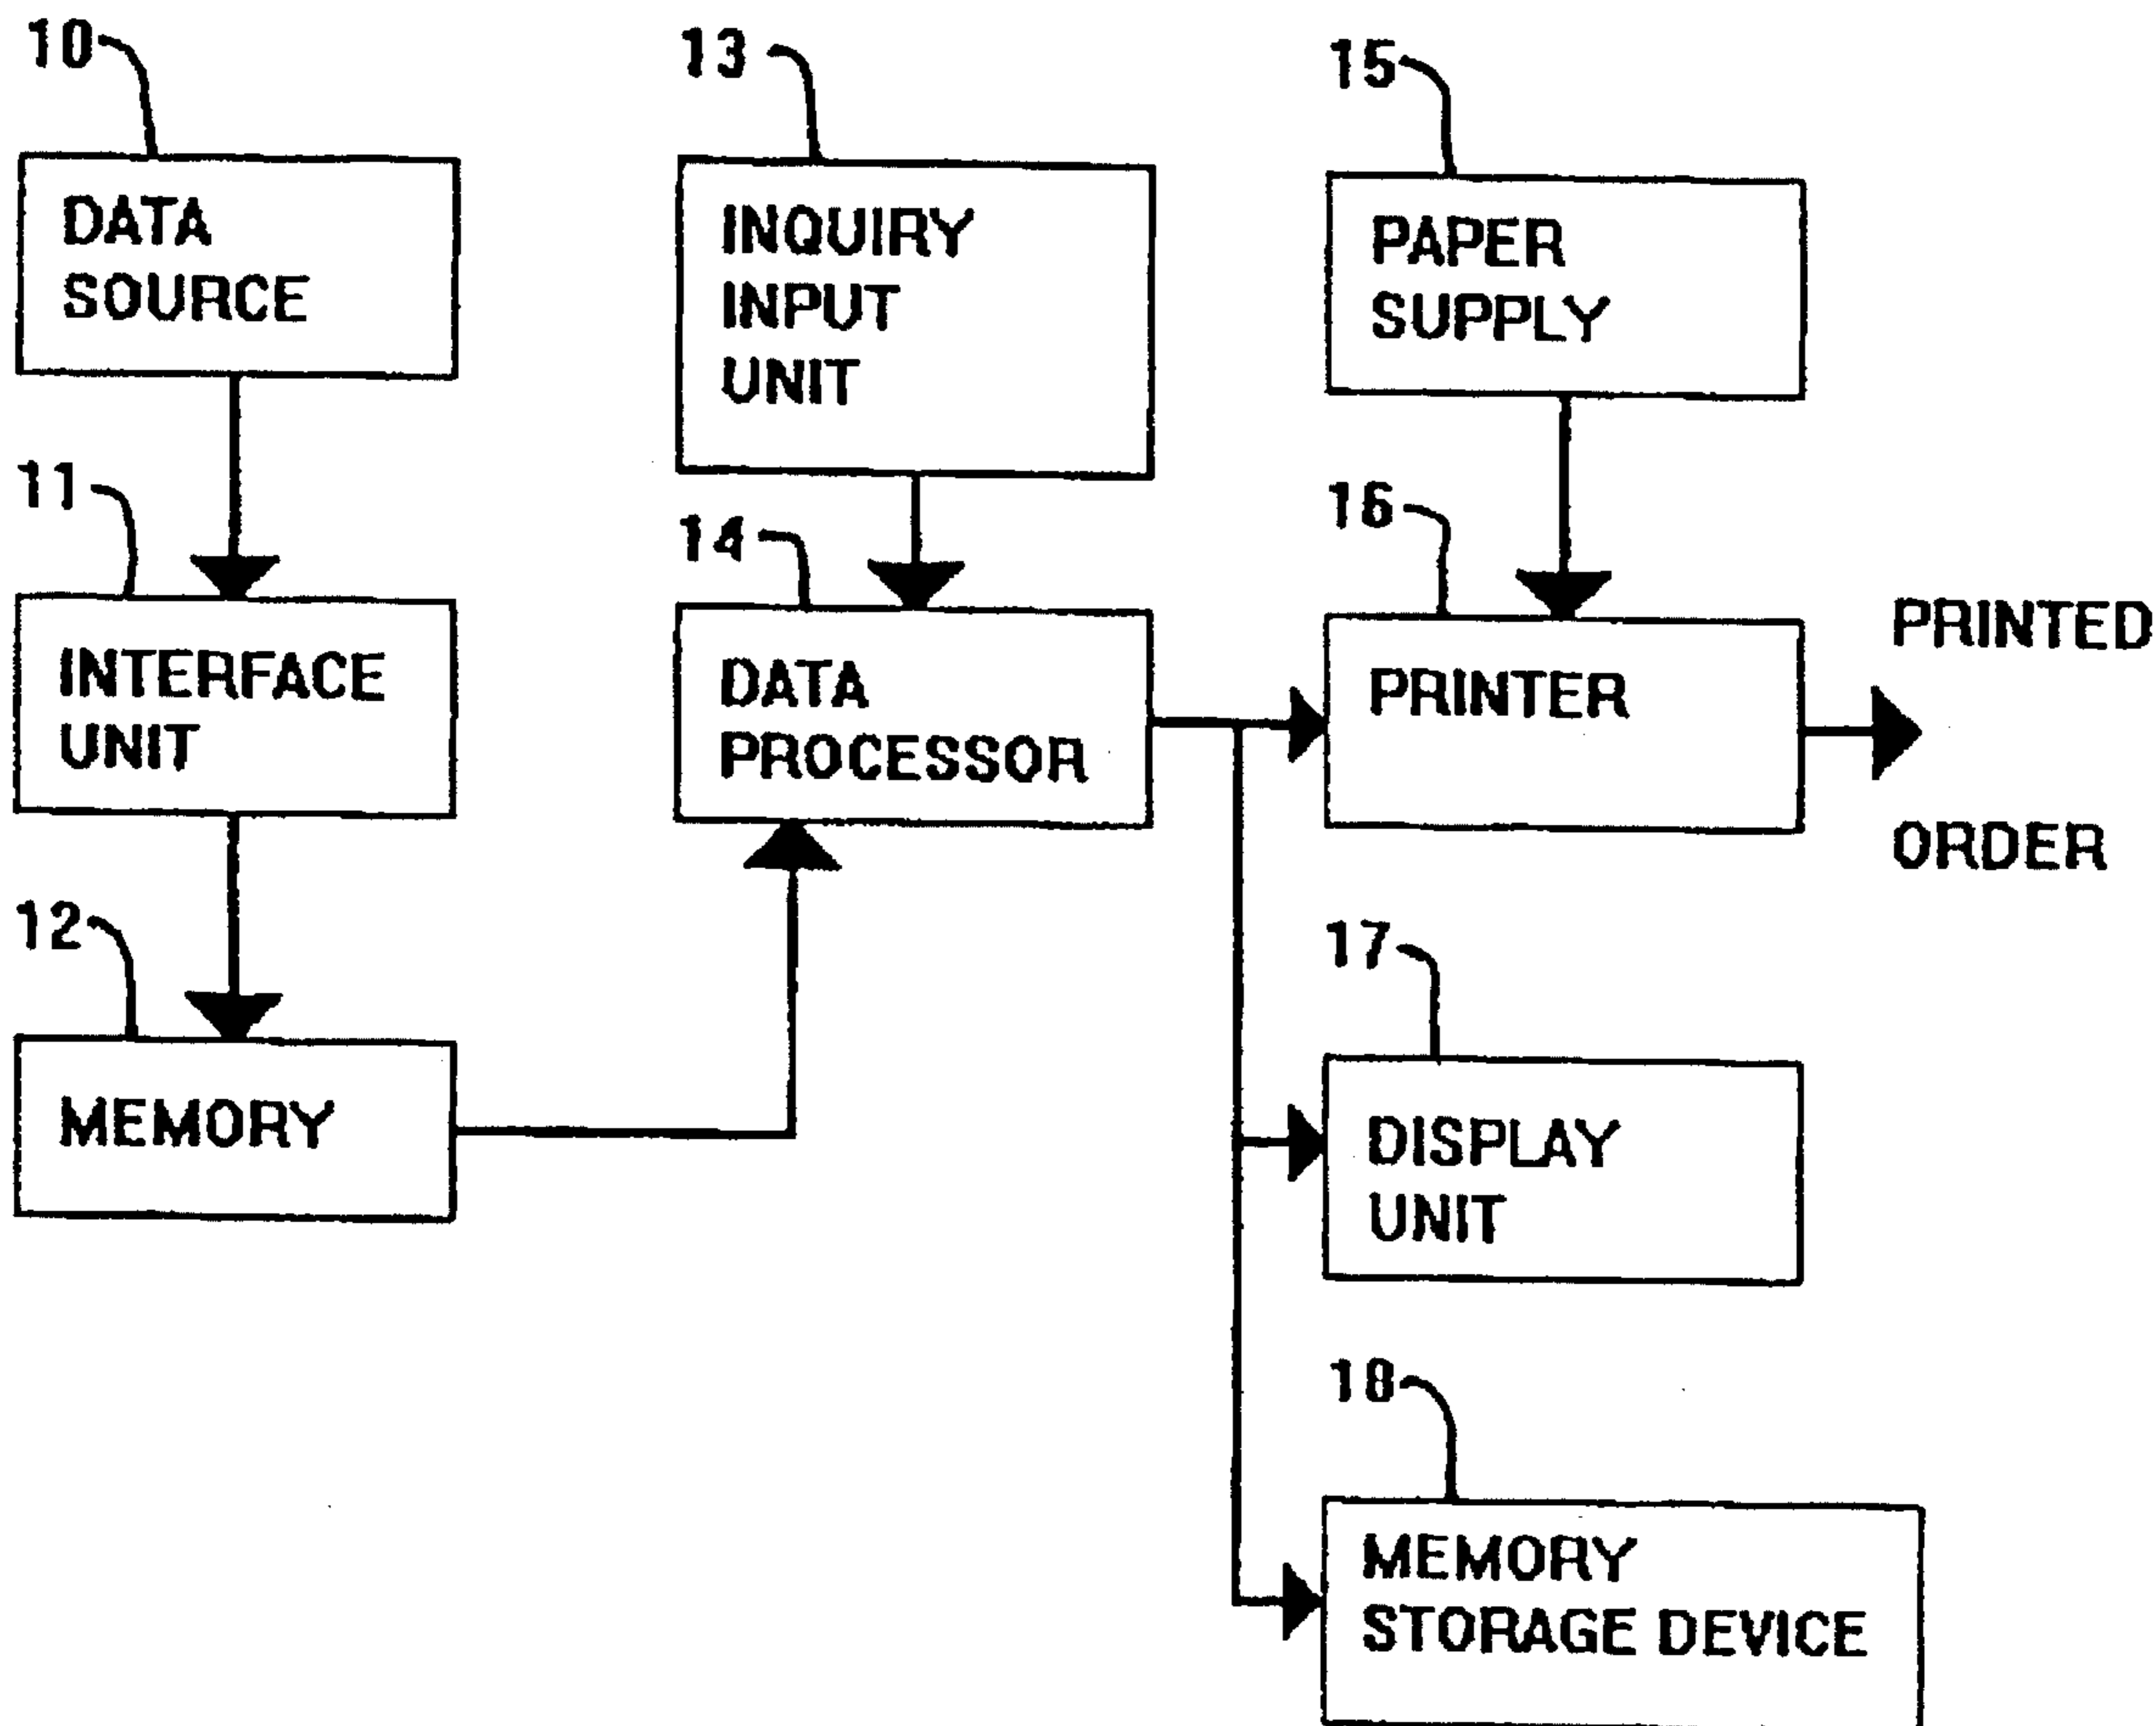 10
DATA
SOURCE
11
INTERFACE
UNIT
12
MEMORY
13
INQUIRY
INPUT
UNIT
14
DATA
PROCESSOR
15
PAPER
SUPPLY
16
PRINTER
PRINTED
ORDER
17
DISPLAY
UNIT
18
MEMORY
STORAGE DEVICE